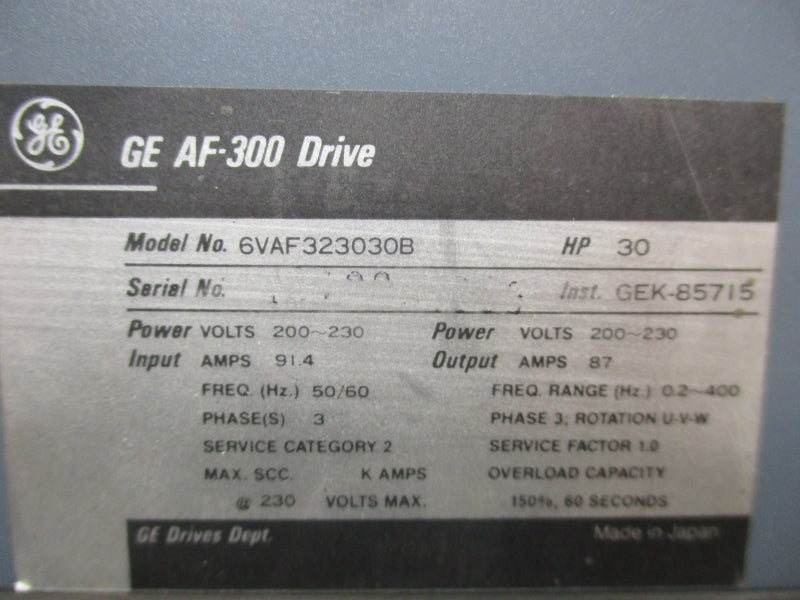 GE GE AF-300 Drive
Model No. 6VAF323030B HP 30
Serial No. Inst. GEK-85715
Power VOLTS 200~230 Power VOLTS 200~230
Input AMPS 91.4 Output AMPS 87
FREQ. (Hz.) 50/60 FREQ. RANGE (Hz.) 0.2~400
PHASE(S) 3 PHASE 3; ROTATION U-V-W
SERVICE CATEGORY 2 SERVICE FACTOR 1.0
MAX. SCC. K AMPS OVERLOAD CAPACITY
@ 230 VOLTS MAX. 150%, 60 SECONDS
GE Drives Dept. Made in Japan